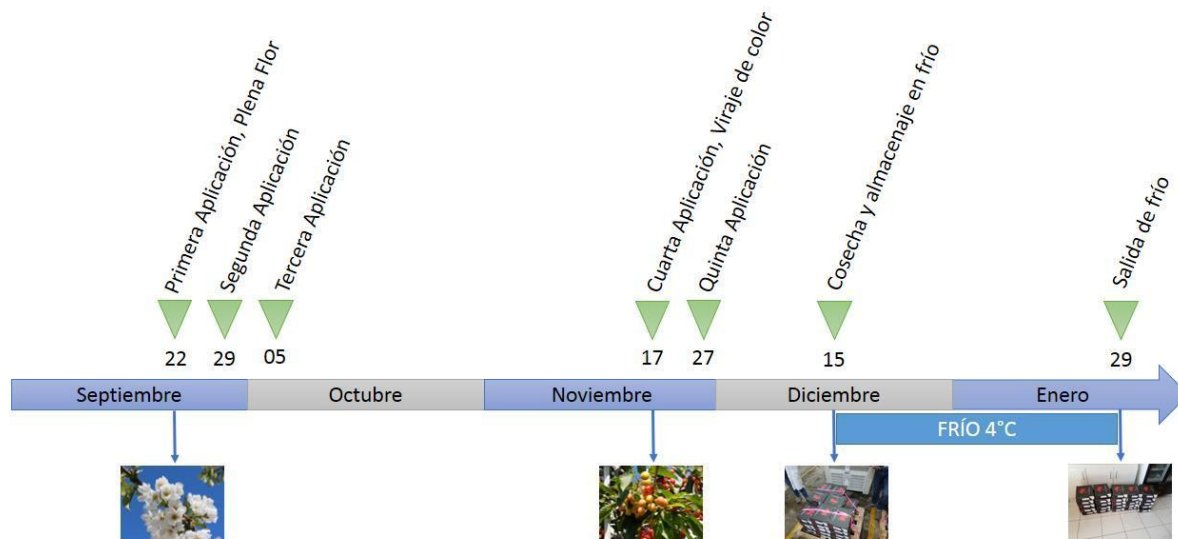 Primera Aplicación, Plena Flor
Segunda Aplicación
Tercera Aplicación
Cuarta Aplicación, Viraje de color
Quinta Aplicación
Cosecha y almacenaje en frío
Salida de frío
22
29
05
17
27
15
29
Septiembre
Octubre
Noviembre
Diciembre
Enero
FRÍO 4°C